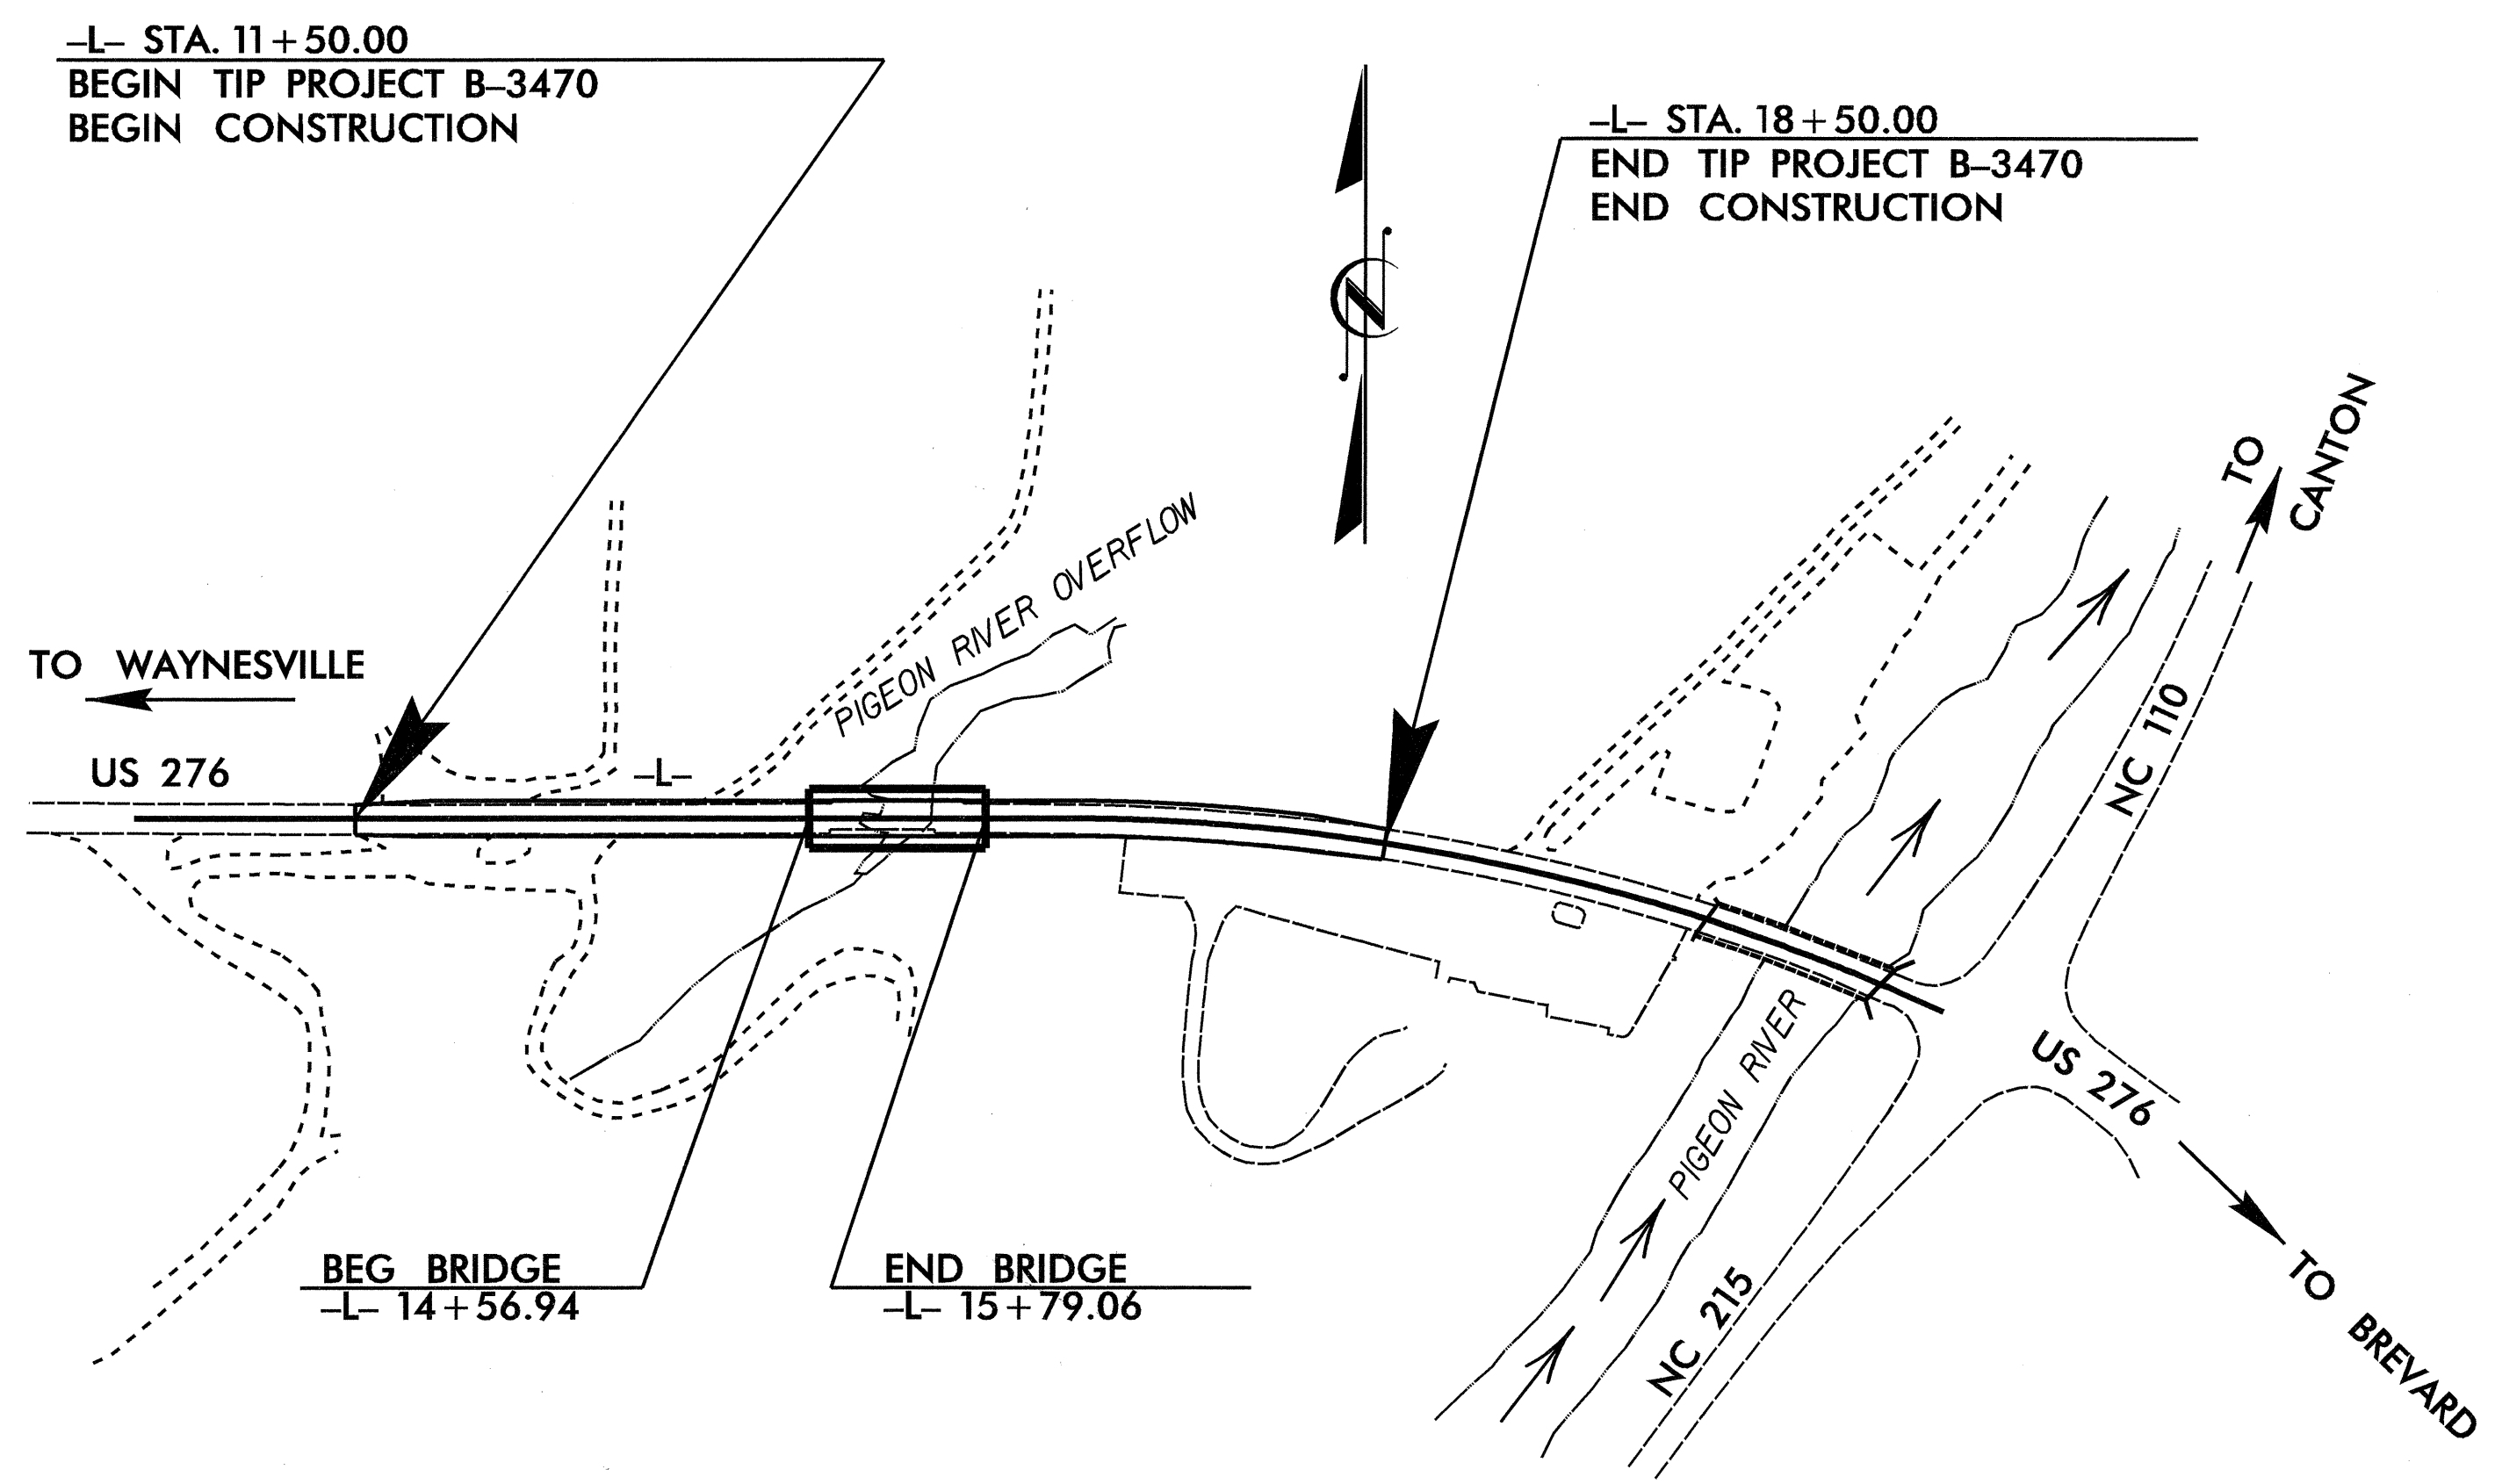 –L– STA. 11+50.00
BEGIN TIP PROJECT B–3470
BEGIN CONSTRUCTION
–L– STA. 18+50.00
END TIP PROJECT B–3470
END CONSTRUCTION
N
TO
CANTON
PIGEON RIVER OVERFLOW
TO WAYNESVILLE
US 276
–L–
NC 110
PIGEON RIVER
US 276
NC 215
TO BREVARD
BEG BRIDGE
–L– 14+56.94
END BRIDGE
–L– 15+79.06